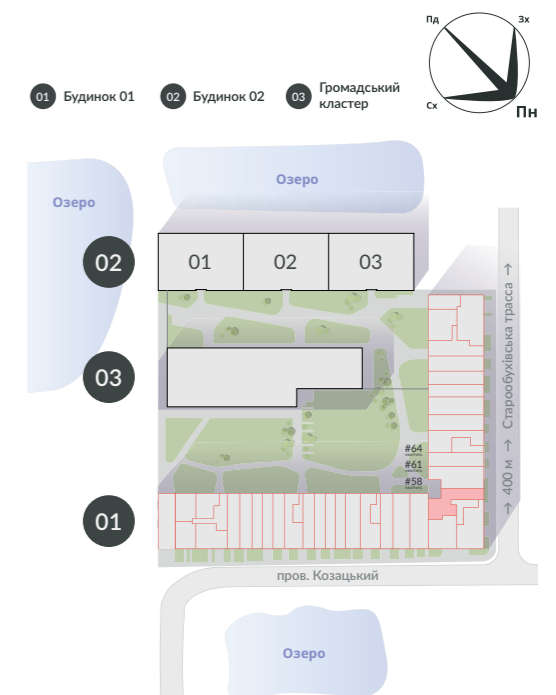 Пд
Зх
Сх
Пн
01 Будинок 01
02 Будинок 02
03 Громадський
кластер
Озеро
Озеро
02
01
02
03
03
#64
#61
#58
01
→ 400 м → Старообухівська трасса →
пров. Козацький
Озеро